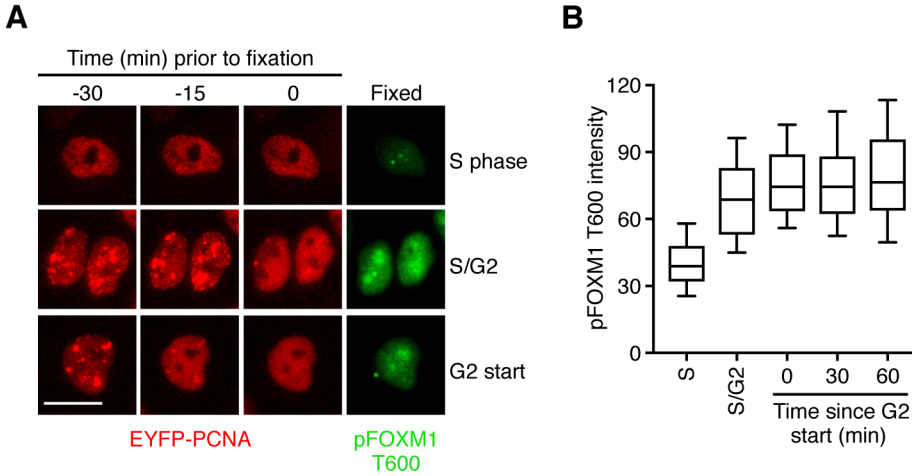 A
Time (min) prior to fixation
-30
-15
0
Fixed
S phase
S/G2
G2 start
EYFP-PCNA
pFOXM1
T600
B
pFOXM1 T600 intensity
120
90
60
30
0
S
S/G2
0
30
60
Time since G2
start (min)